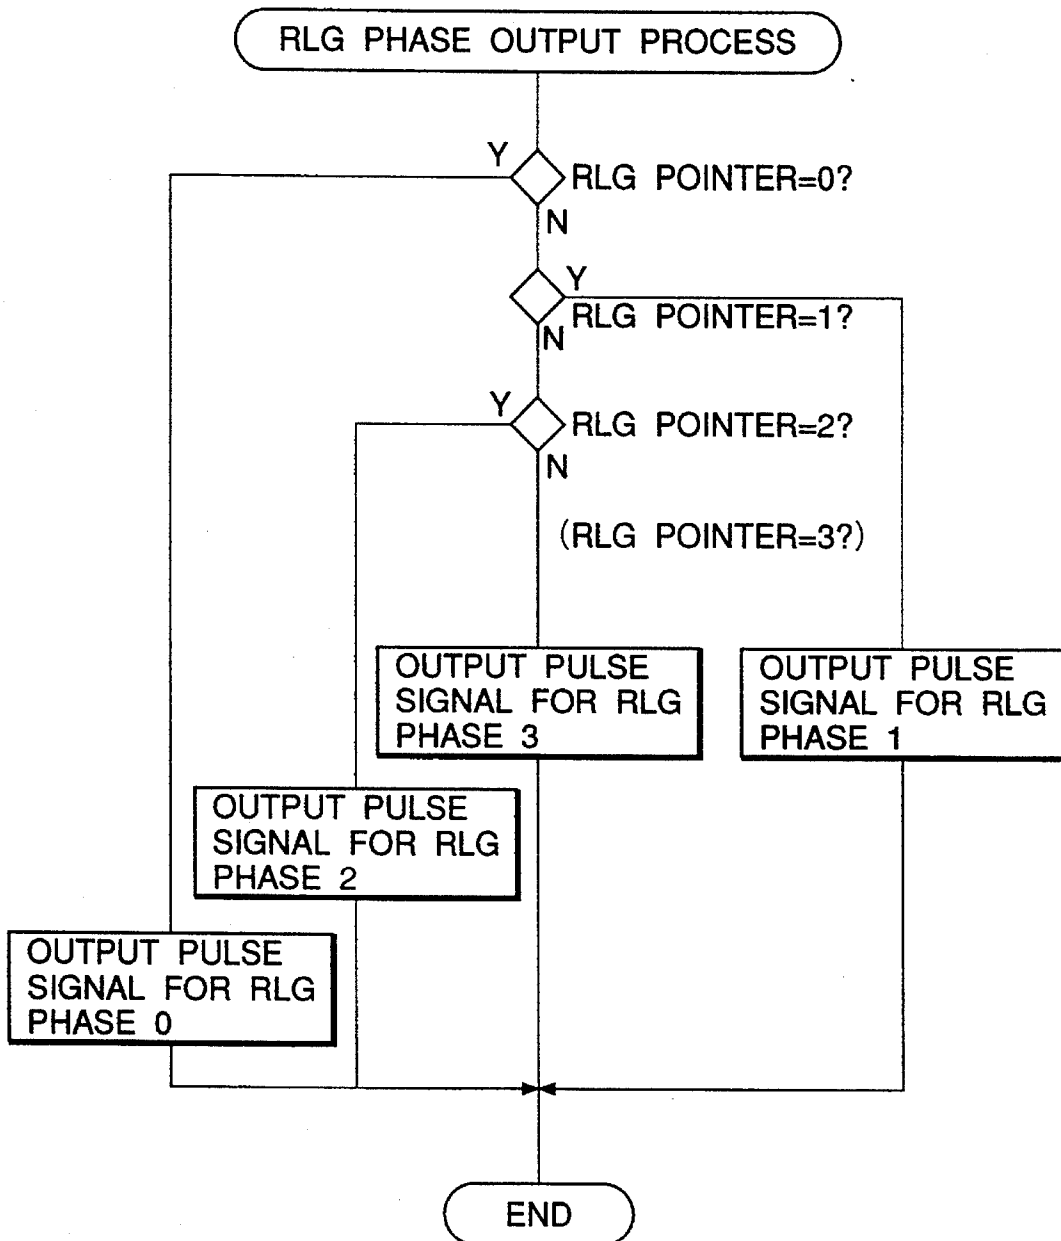 RLG PHASE OUTPUT PROCESS
Y
RLG POINTER=0?
N
Y
RLG POINTER=1?
N
Y
RLG POINTER=2?
N
(RLG POINTER=3?)
OUTPUT PULSE
SIGNAL FOR RLG
PHASE 3
OUTPUT PULSE
SIGNAL FOR RLG
PHASE 1
OUTPUT PULSE
SIGNAL FOR RLG
PHASE 2
OUTPUT PULSE
SIGNAL FOR RLG
PHASE 0
END